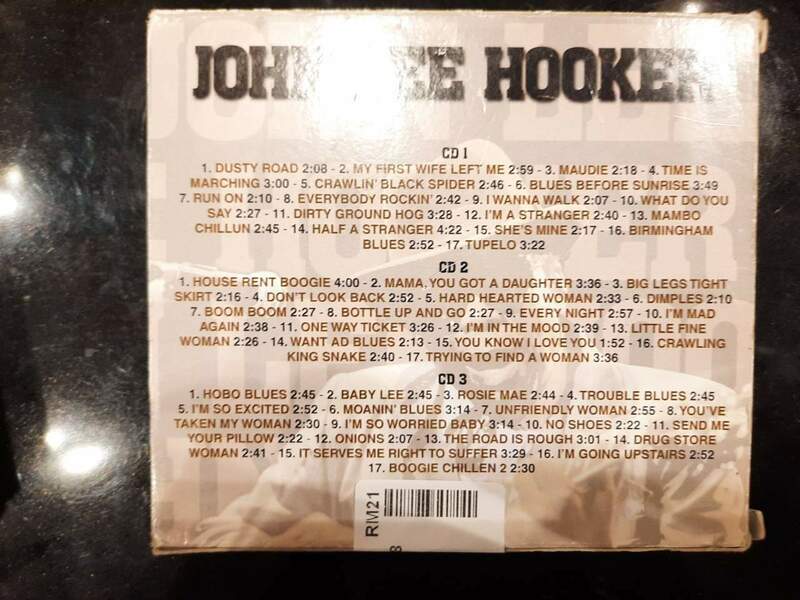 JOHN LEE HOOKER
CD 1
1. DUSTY ROAD 2:08 - 2. MY FIRST WIFE LEFT ME 2:59 - 3. MAUDIE 2:18 - 4. TIME IS
MARCHING 3:00 - 5. CRAWLIN' BLACK SPIDER 2:46 - 6. BLUES BEFORE SUNRISE 3:49
7. RUN ON 2:10 - 8. EVERYBODY ROCKIN' 2:42 - 9. I WANNA WALK 2:07 - 10. WHAT DO YOU
SAY 2:27 - 11. DIRTY GROUND HOG 3:28 - 12. I'M A STRANGER 2:40 - 13. MAMBO
CHILLUN 2:45 - 14. HALF A STRANGER 4:22 - 15. SHE'S MINE 2:17 - 16. BIRMINGHAM
BLUES 2:52 - 17. TUPELO 3:22
CD 2
1. HOUSE RENT BOOGIE 4:00 - 2. MAMA, YOU GOT A DAUGHTER 3:36 - 3. BIG LEGS TIGHT
SKIRT 2:16 - 4. DON'T LOOK BACK 2:52 - 5. HARD HEARTED WOMAN 2:33 - 6. DIMPLES 2:10
7. BOOM BOOM 2:27 - 8. BOTTLE UP AND GO 2:27 - 9. EVERY NIGHT 2:57 - 10. I'M MAD
AGAIN 2:38 - 11. ONE WAY TICKET 3:26 - 12. I'M IN THE MOOD 2:39 - 13. LITTLE FINE
WOMAN 2:26 - 14. WANT AD BLUES 2:13 - 15. YOU KNOW I LOVE YOU 1:52 - 16. CRAWLING
KING SNAKE 2:40 - 17. TRYING TO FIND A WOMAN 3:36
CD 3
1. HOBO BLUES 2:45 - 2. BABY LEE 2:45 - 3. ROSIE MAE 2:44 - 4. TROUBLE BLUES 2:45
5. I'M SO EXCITED 2:52 - 6. MOANIN' BLUES 3:14 - 7. UNFRIENDLY WOMAN 2:55 - 8. YOU'VE
TAKEN MY WOMAN 2:30 - 9. I'M SO WORRIED BABY 3:14 - 10. NO SHOES 2:22 - 11. SEND ME
YOUR PILLOW 2:22 - 12. ONIONS 2:07 - 13. THE ROAD IS ROUGH 3:01 - 14. DRUG STORE
WOMAN 2:41 - 15. IT SERVES ME RIGHT TO SUFFER 3:29 - 16. I'M GOING UPSTAIRS 2:52
17. BOOGIE CHILLEN 2 2:30
RM21